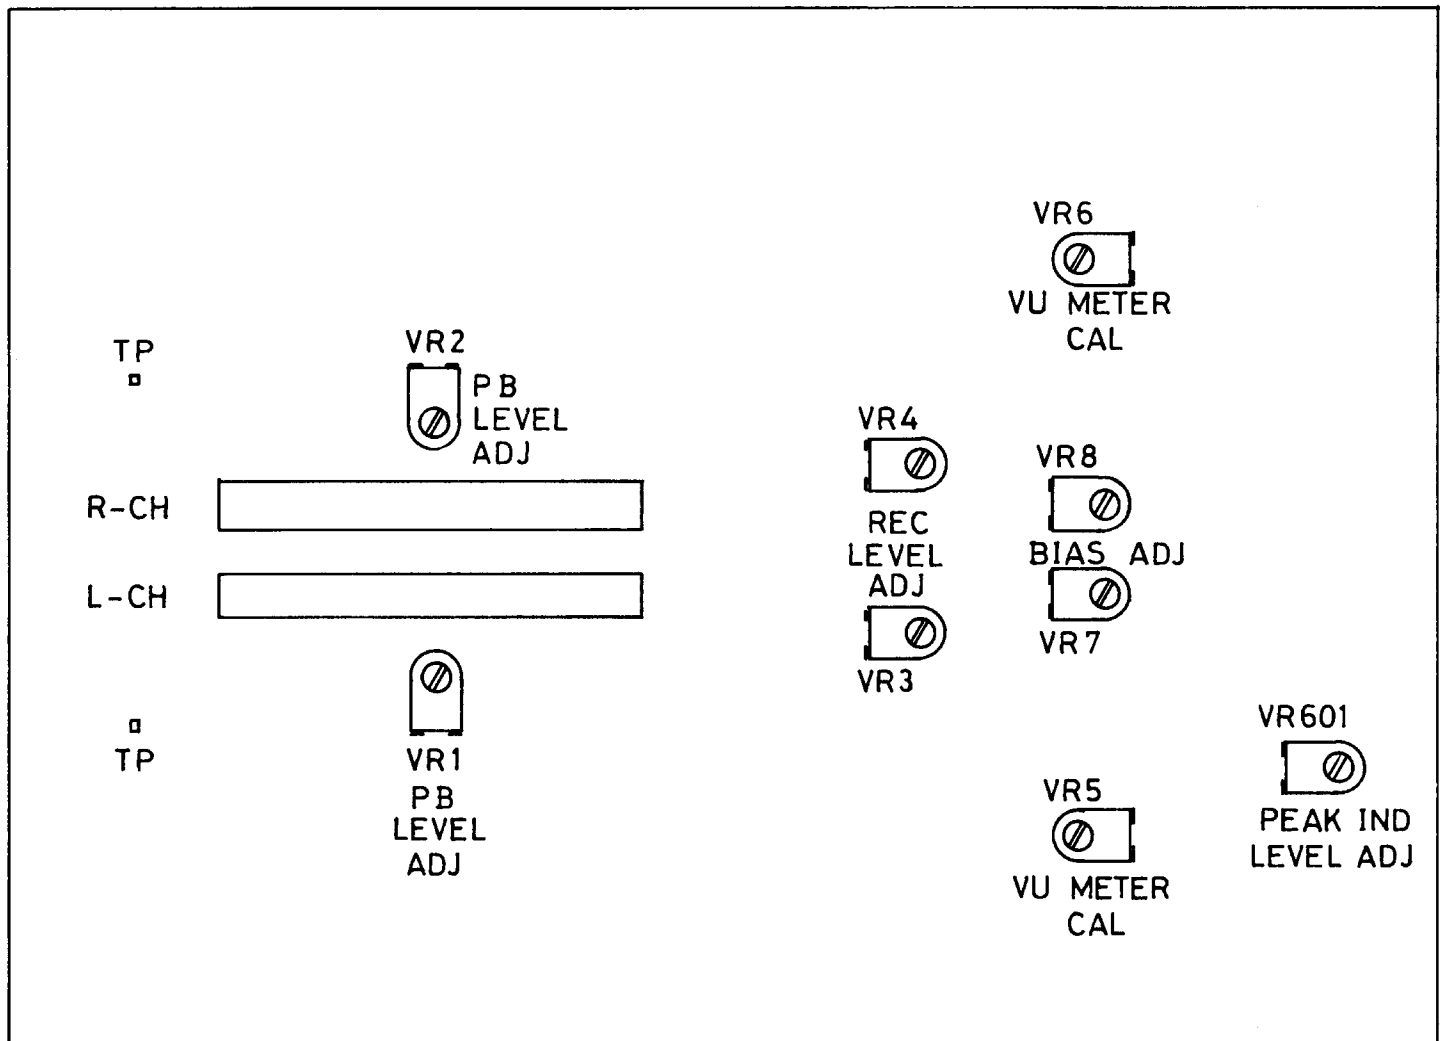 VR6
VU METER
CAL
TP
VR2
PB
LEVEL
ADJ
R-CH
L-CH
VR4
REC
LEVEL
ADJ
VR3
VR8
BIAS ADJ
VR7
TP
VR1
PB
LEVEL
ADJ
VR5
VU METER
CAL
VR601
PEAK IND
LEVEL ADJ